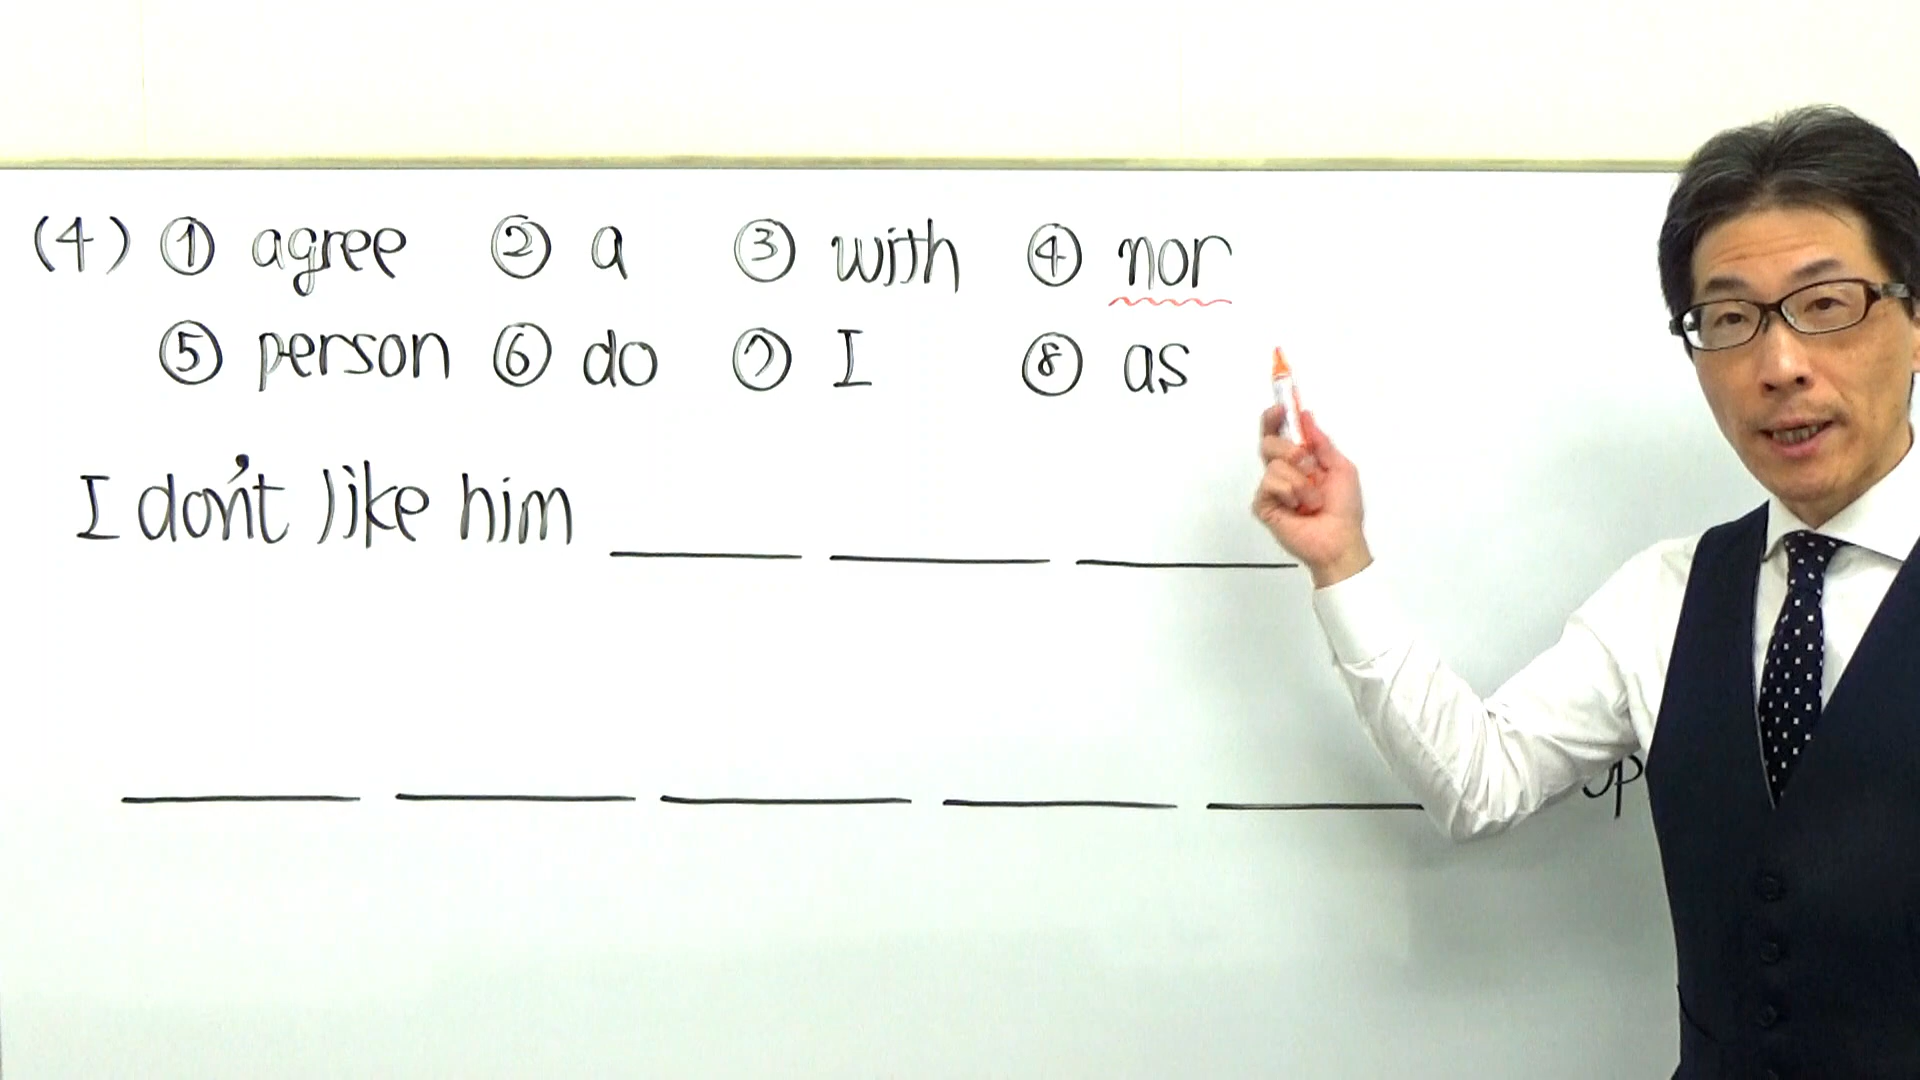 (4) ① agree ② a ③ with ④ nor
⑤ person ⑥ do ⑦ I ⑧ as
I don't like him